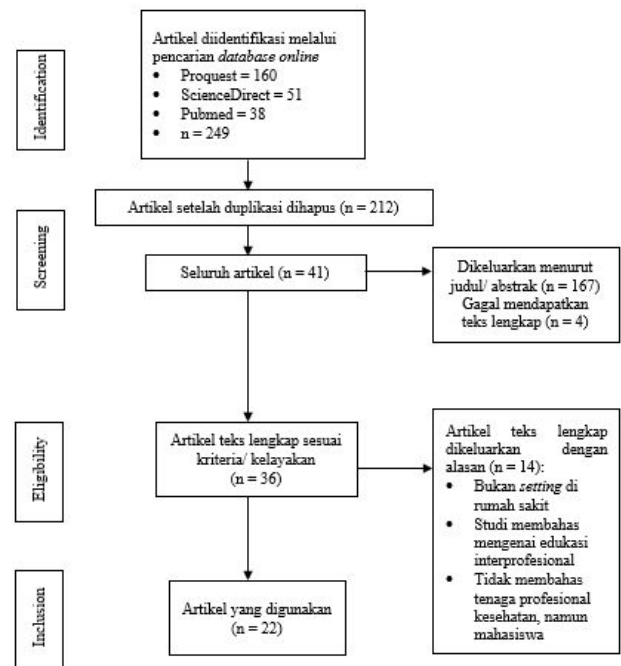 Identification
Artikel diidentifikasi melalui
pencarian database online
• Proquest = 160
• ScienceDirect = 51
• Pubmed = 38
• n = 249
Artikel setelah duplikasi dihapus (n = 212)
Screening
Seluruh artikel (n = 41)
Dikeluarkan menurut
judul/ abstrak (n = 167)
Gagal mendapatkan
teks lengkap (n = 4)
Eligibility
Artikel teks lengkap sesuai
kriteria/ kelayakan
(n = 36)
Artikel teks lengkap
dikeluarkan dengan
alasan (n = 14):
• Bukan setting di
rumah sakit
• Studi membahas
mengenai edukasi
interprofesional
• Tidak membahas
tenaga profesional
kesehatan, namun
mahasiswa
Inclusion
Artikel yang digunakan
(n = 22)